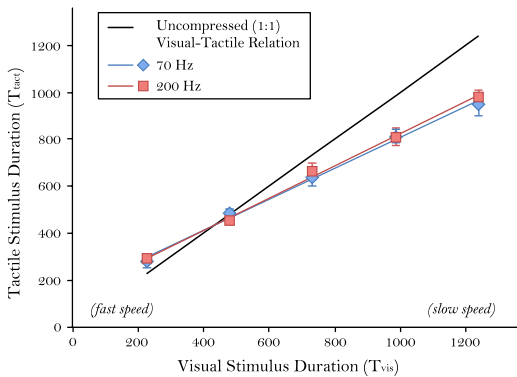 Uncompressed (1:1)
Visual-Tactile Relation
70 Hz
200 Hz
Tactile Stimulus Duration (Ttact)
1200
1000
800
600
400
200
0
(fast speed)
(slow speed)
0
200
400
600
800
1000
1200
Visual Stimulus Duration (Tvis)